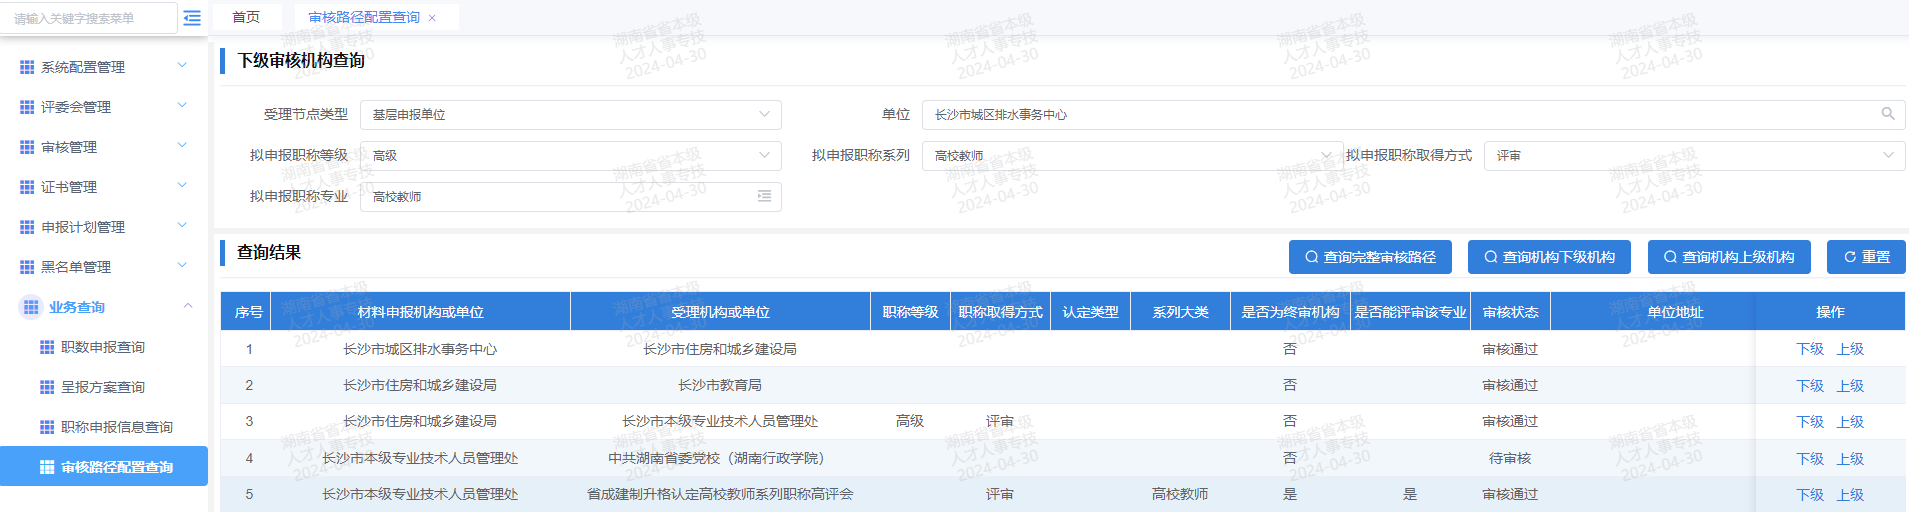 请输入关键字搜索菜单
首页
审核路径配置查询 ×
系统配置管理
评委会管理
审核管理
证书管理
申报计划管理
黑名单管理
业务查询
职数申报查询
呈报方案查询
职称申报信息查询
审核路径配置查询
下级审核机构查询
受理节点类型 基层申报单位 单位 长沙市城区排水事务中心
拟申报职称等级 高级 拟申报职称系列 高校教师 拟申报职称取得方式 评审
拟申报职称专业 高校教师
查询结果 查询完整审核路径 查询机构下级机构 查询机构上级机构 重置
序号 材料申报机构或单位 受理机构或单位 职称等级 职称取得方式 认定类型 系列大类 是否为终审机构 是否能评审该专业 审核状态 单位地址 操作
1 长沙市城区排水事务中心 长沙市住房和城乡建设局 否 审核通过 下级 上级
2 长沙市住房和城乡建设局 长沙市教育局 否 审核通过 下级 上级
3 长沙市住房和城乡建设局 长沙市本级专业技术人员管理处 高级 评审 否 审核通过 下级 上级
4 长沙市本级专业技术人员管理处 中共湖南省委党校（湖南行政学院） 否 待审核 下级 上级
5 长沙市本级专业技术人员管理处 省成建制升格认定高校教师系列职称高评会 评审 高校教师 是 是 审核通过 下级 上级
湖南省省本级
人才人事专技
2024-04-30